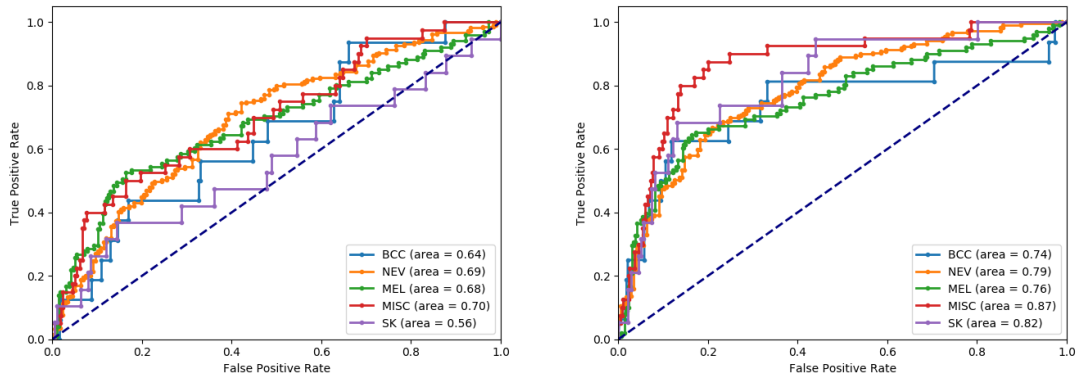 1.0
0.8
0.6
0.4
0.2
0.0
True Positive Rate
0.0 0.2 0.4 0.6 0.8 1.0
False Positive Rate
BCC (area = 0.64)
NEV (area = 0.69)
MEL (area = 0.68)
MISC (area = 0.70)
SK (area = 0.56)
1.0
0.8
0.6
0.4
0.2
0.0
True Positive Rate
0.0 0.2 0.4 0.6 0.8 1.0
False Positive Rate
BCC (area = 0.74)
NEV (area = 0.79)
MEL (area = 0.76)
MISC (area = 0.87)
SK (area = 0.82)